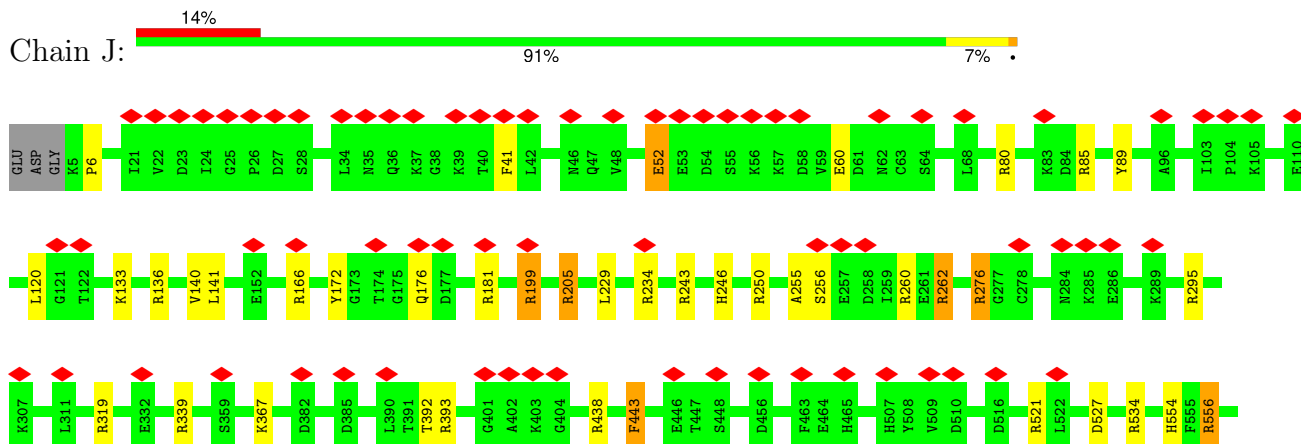 14%
Chain J:
91% 7% •
GLU ASP GLY K5 P6 I21 V22 D23 I24 G25 P26 D27 S28 L34 N35 Q36 K37 G38 K39 T40 F41 L42 N46 Q47 V48 E52 E53 D54 S55 K56 K57 D58 V59 E60 D61 N62 C63 S64 L68 R80 K83 D84 R85 Y89 A96 I103 P104 K105 E110
L120 G121 T122 K133 R136 V140 L141 E152 R166 Y172 G173 T174 G175 Q176 D177 R181 R199 R205 L229 R234 R243 H246 R250 A255 S256 E257 D258 I259 R260 E261 R262 R276 G277 C278 N284 K285 E286 K289 R295
K307 L311 R319 E332 R339 S359 K367 D382 D385 L390 T391 T392 R393 G401 A402 K403 G404 R438 F443 E446 T447 S448 D456 F463 E464 H465 H507 Y508 V509 D510 D516 R521 L522 D527 R534 H554 F555 R556